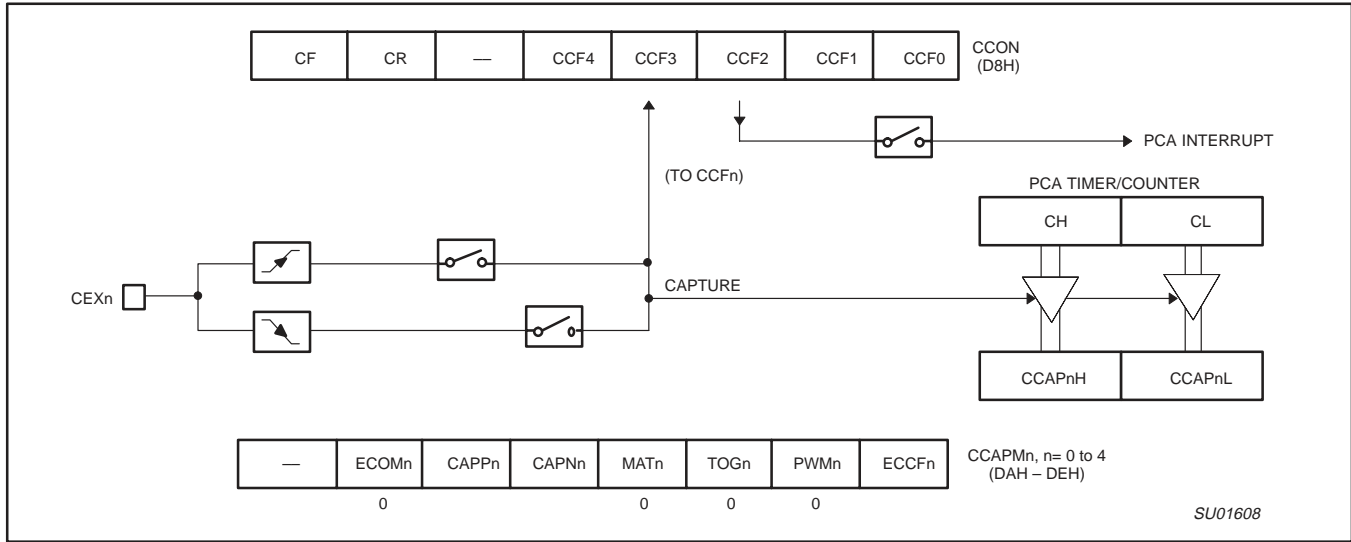 CF CR — CCF4 CCF3 CCF2 CCF1 CCF0
CCON
(D8H)
PCA INTERRUPT
(TO CCFn)
PCA TIMER/COUNTER
CH CL
CEXn
CAPTURE
CCAPnH CCAPnL
— ECOMn CAPPn CAPNn MATn TOGn PWMn ECCFn
CCAPMn, n= 0 to 4
(DAH – DEH)
0 0 0 0
SU01608